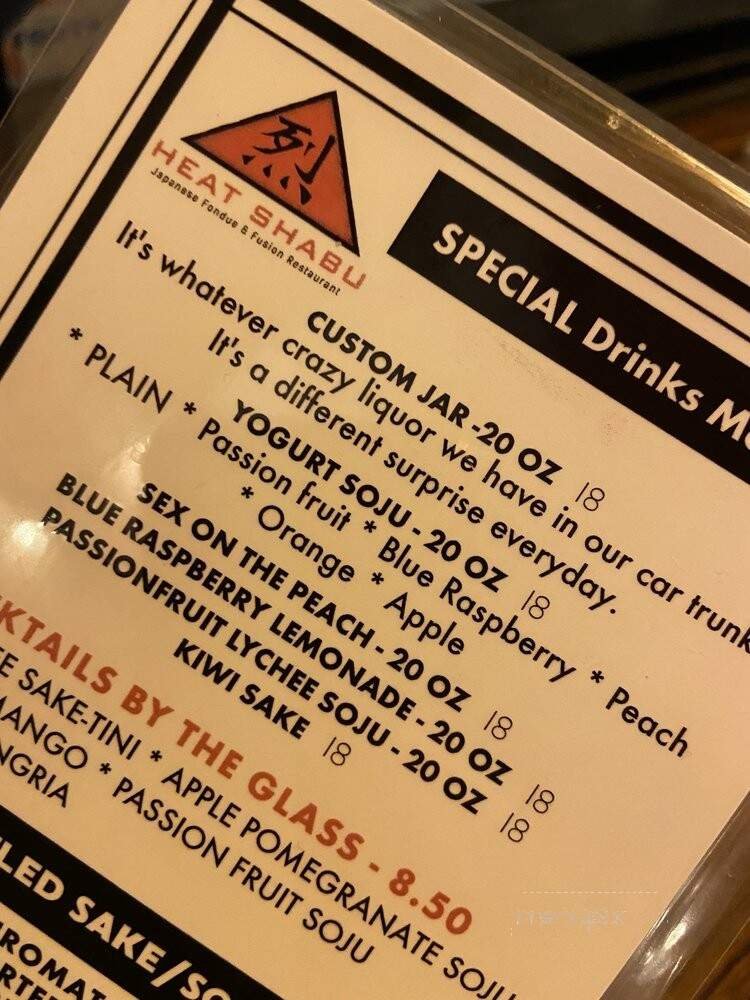 烈
HEAT SHABU
Japanese Fondue & Fusion Restaurant
SPECIAL Drinks
CUSTOM JAR -20 OZ 18
It's whatever crazy liquor we have in our car trunk
It's a different surprise everyday.
YOGURT SOJU - 20 OZ 18
* PLAIN * Passion fruit * Blue Raspberry * Peach
* Orange * Apple
SEX ON THE PEACH - 20 OZ 18
BLUE RASPBERRY LEMONADE - 20 OZ 18
PASSIONFRUIT LYCHEE SOJU - 20 OZ 18
KIWI SAKE 18
KTAILS BY THE GLASS - 8.50
EE SAKE-TINI * APPLE POMEGRANATE SOJU
MANGO * PASSION FRUIT SOJU
NGRIA
LED SAKE/SO